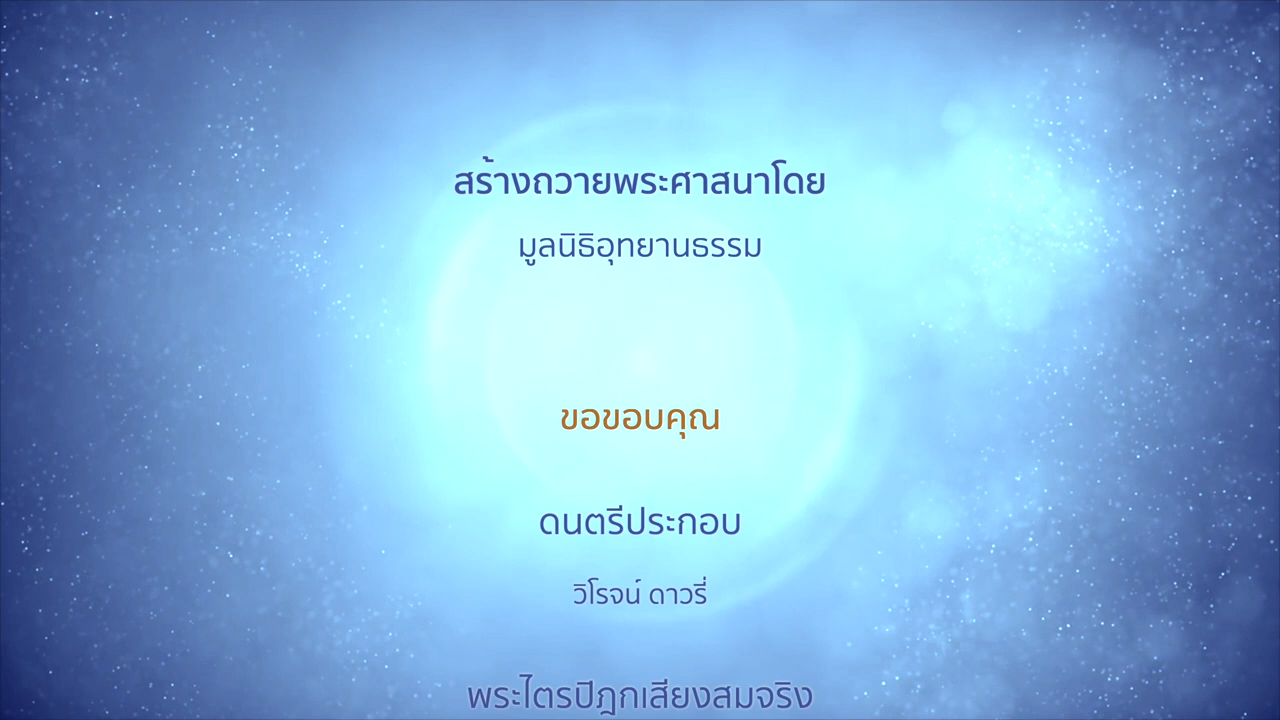 สร้างถวายพระศาสนาโดย
มูลนิธิอุทยานธรรม
ขอขอบคุณ
ดนตรีประกอบ
วิโรจน์ ดาวรี่
พระไตรปิฎกเสียงสมจริง